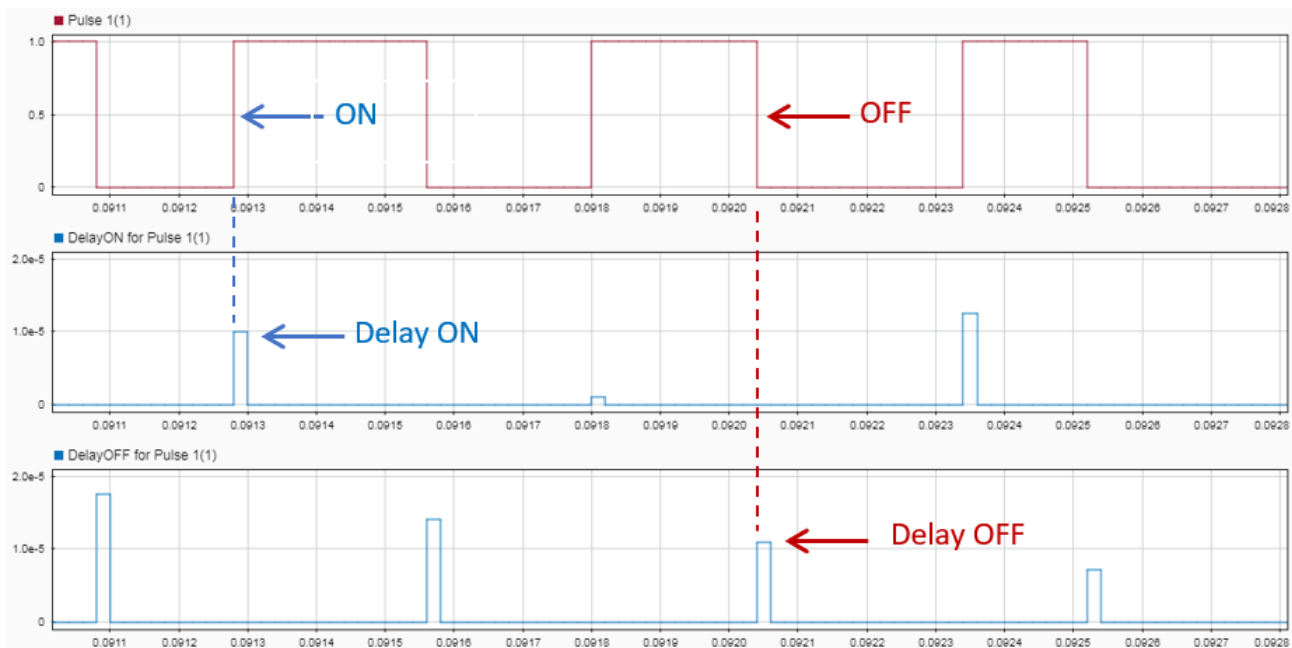 Pulse 1(1)
1.0
ON
OFF
0.5
0
0.0911 0.0912 0.0913 0.0914 0.0915 0.0916 0.0917 0.0918 0.0919 0.0920 0.0921 0.0922 0.0923 0.0924 0.0925 0.0926 0.0927 0.0928
DelayON for Pulse 1(1)
2.0e-5
1.0e-5
Delay ON
0
0.0911 0.0912 0.0913 0.0914 0.0915 0.0916 0.0917 0.0918 0.0919 0.0920 0.0921 0.0922 0.0923 0.0924 0.0925 0.0926 0.0927 0.0928
DelayOFF for Pulse 1(1)
2.0e-5
1.0e-5
Delay OFF
0
0.0911 0.0912 0.0913 0.0914 0.0915 0.0916 0.0917 0.0918 0.0919 0.0920 0.0921 0.0922 0.0923 0.0924 0.0925 0.0926 0.0927 0.0928